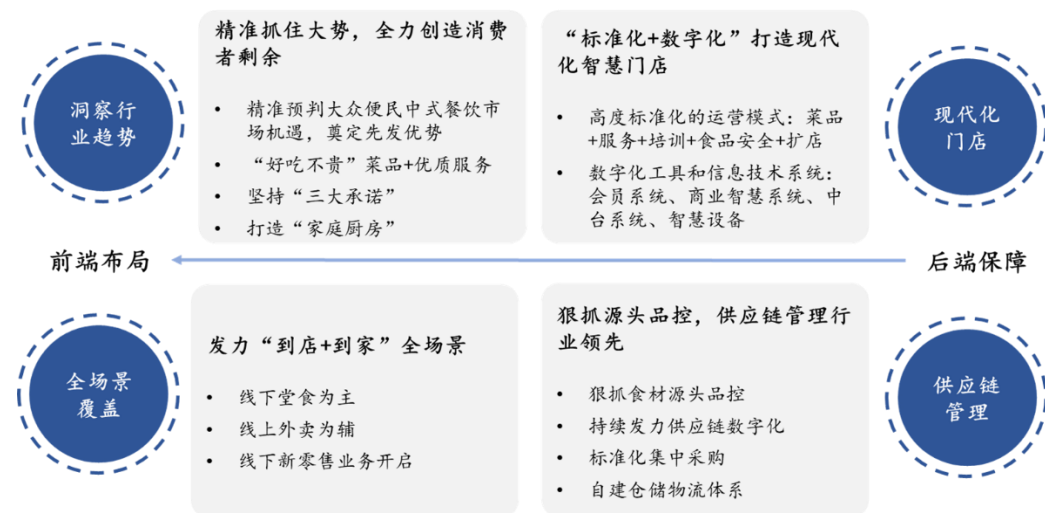 洞察行
业趋势
精准抓住大势，全力创造消费
者剩余
• 精准预判大众便民中式餐饮市
场机遇，奠定先发优势
• “好吃不贵”菜品+优质服务
• 坚持“三大承诺”
• 打造“家庭厨房”
“标准化+数字化”打造现代
化智慧门店
• 高度标准化的运营模式：菜品
+服务+培训+食品安全+扩店
• 数字化工具和信息技术系统：
会员系统、商业智慧系统、中
台系统、智慧设备
现代化
门店
前端布局
后端保障
全场景
覆盖
发力“到店+到家”全场景
• 线下堂食为主
• 线上外卖为辅
• 线下新零售业务开启
狠抓源头品控，供应链管理行
业领先
• 狠抓食材源头品控
• 持续发力供应链数字化
• 标准化集中采购
• 自建仓储物流体系
供应链
管理